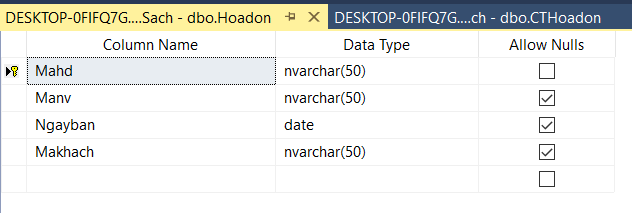 DESKTOP-0FIFQ7G....Sach - dbo.Hoadon DESKTOP-0FIFQ7G....ch - dbo.CTHoadon
Column Name Data Type Allow Nulls
Mahd nvarchar(50)
Manv nvarchar(50)
Ngayban date
Makhach nvarchar(50)